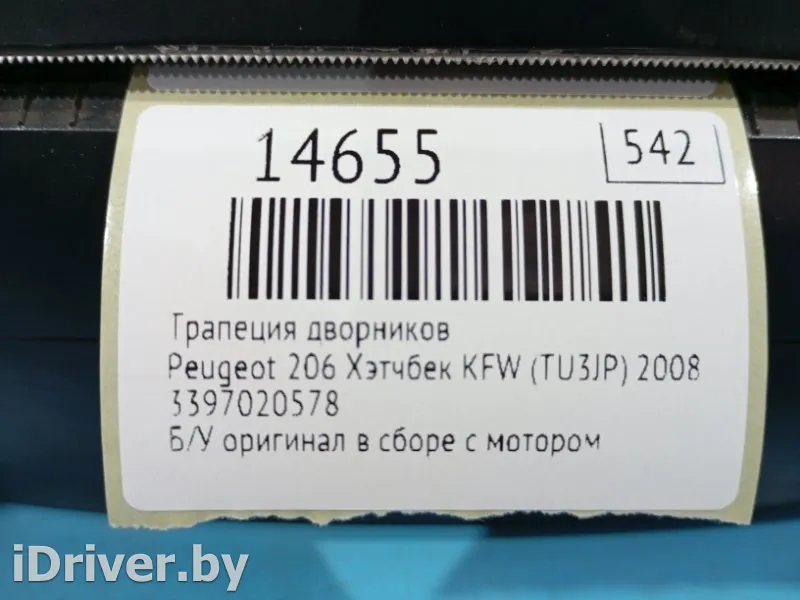 14655
542
Трапеция дворников
Peugeot 206 Хэтчбек KFW (TU3JP) 2008
3397020578
Б/У оригинал в сборе с мотором
iDriver.by